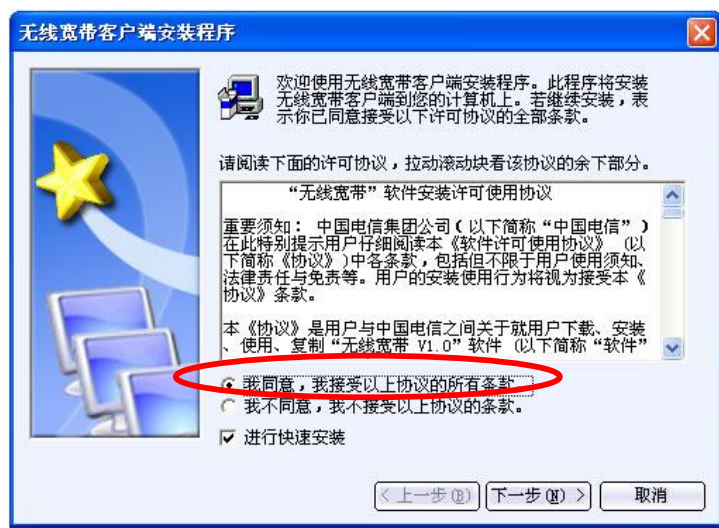 无线宽带客户端安装程序
欢迎使用无线宽带客户端安装程序。此程序将安装
无线宽带客户端到您的计算机上。若继续安装，表
示你已同意接受以下许可协议的全部条款。
请阅读下面的许可协议，拉动滚动块看该协议的余下部分。
“无线宽带”软件安装许可使用协议
重要须知： 中国电信集团公司（以下简称“中国电信”）
在此特别提示用户仔细阅读本《软件许可使用协议》 （以
下简称《协议》）中各条款，包括但不限于用户使用须知、
法律责任与免责等。用户的安装使用行为将视为接受本《
协议》条款。
本《协议》是用户与中国电信之间关于就用户下载、安装
、使用、复制“无线宽带 V1.0”软件（以下简称“软件”
我同意，我接受以上协议的所有条款
我不同意，我不接受以上协议的条款。
进行快速安装
< 上一步(B) 下一步(N) > 取消